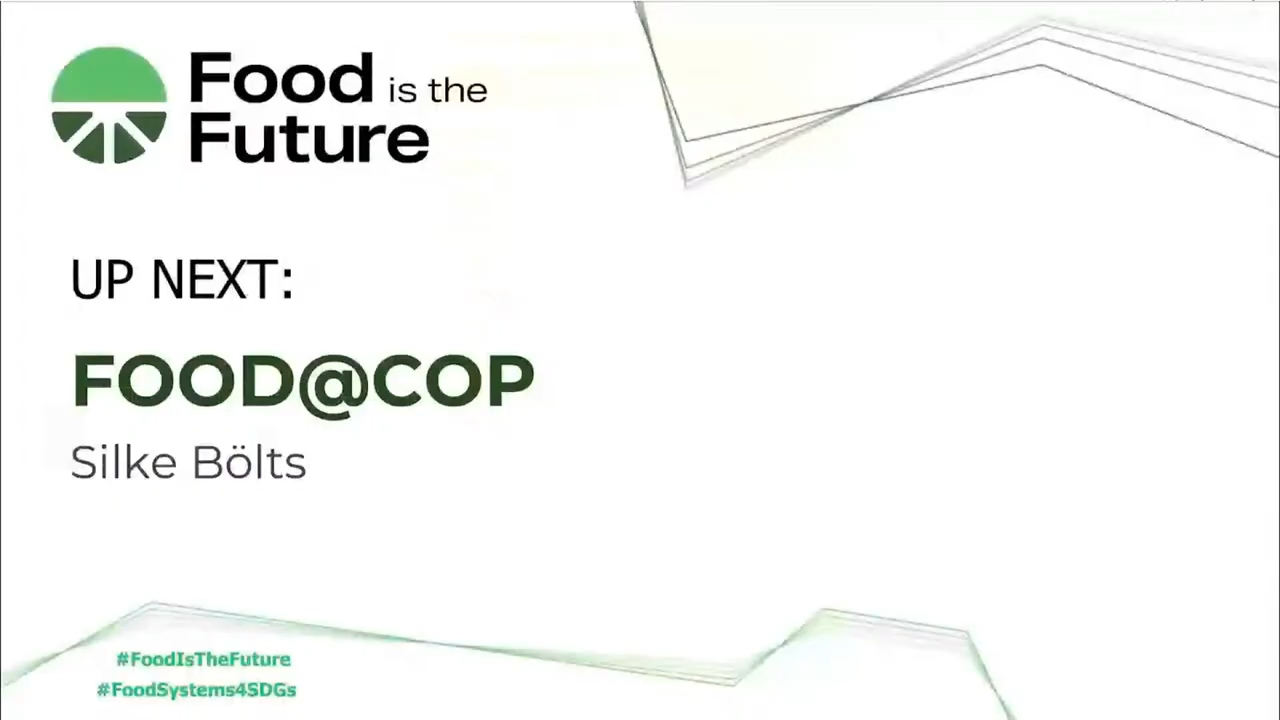 Food is the
Future
UP NEXT:
FOOD@COP
Silke Bölts
#FoodIsTheFuture
#FoodSystems4SDGs